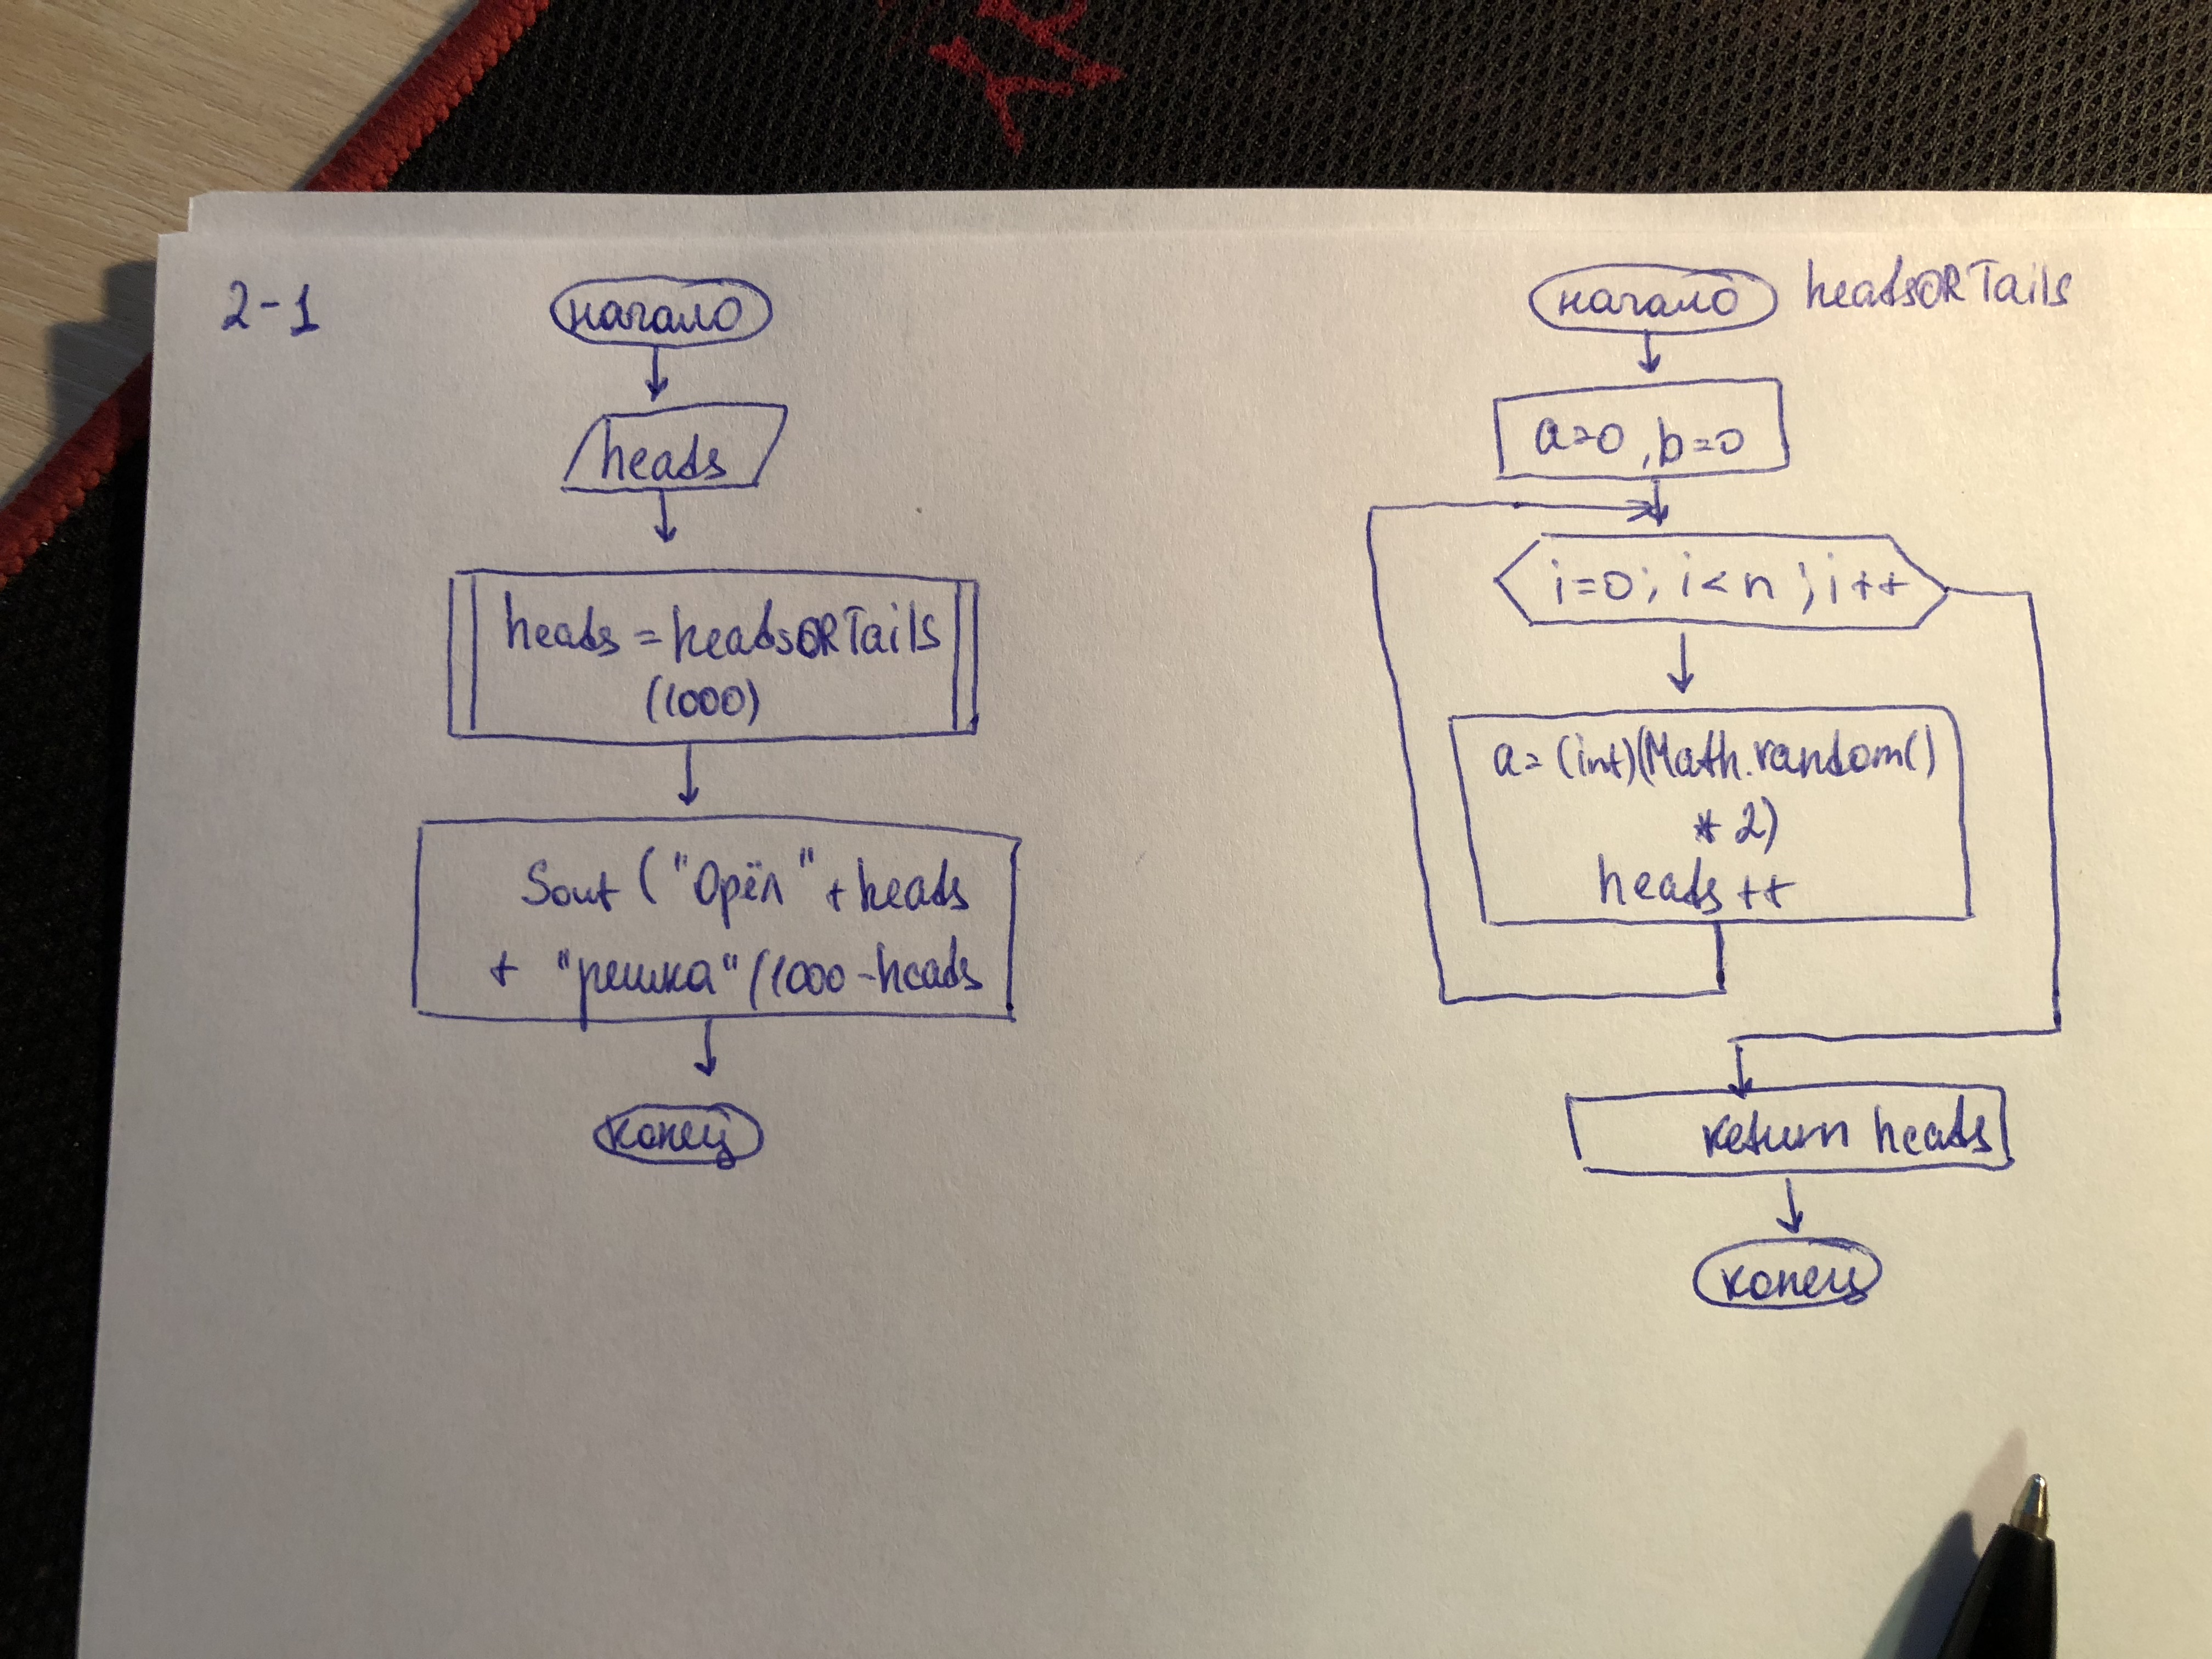 2-1
начало
heads
heads = headsORTails
(1000)
Sout ("Орёл" + heads
+ "решка" (1000 - heads
конец
начало headsORTails
a=0, b=0
i=0; i<n; i++
a=(int)(Math.random()
* 2)
heads ++
return heads
конец